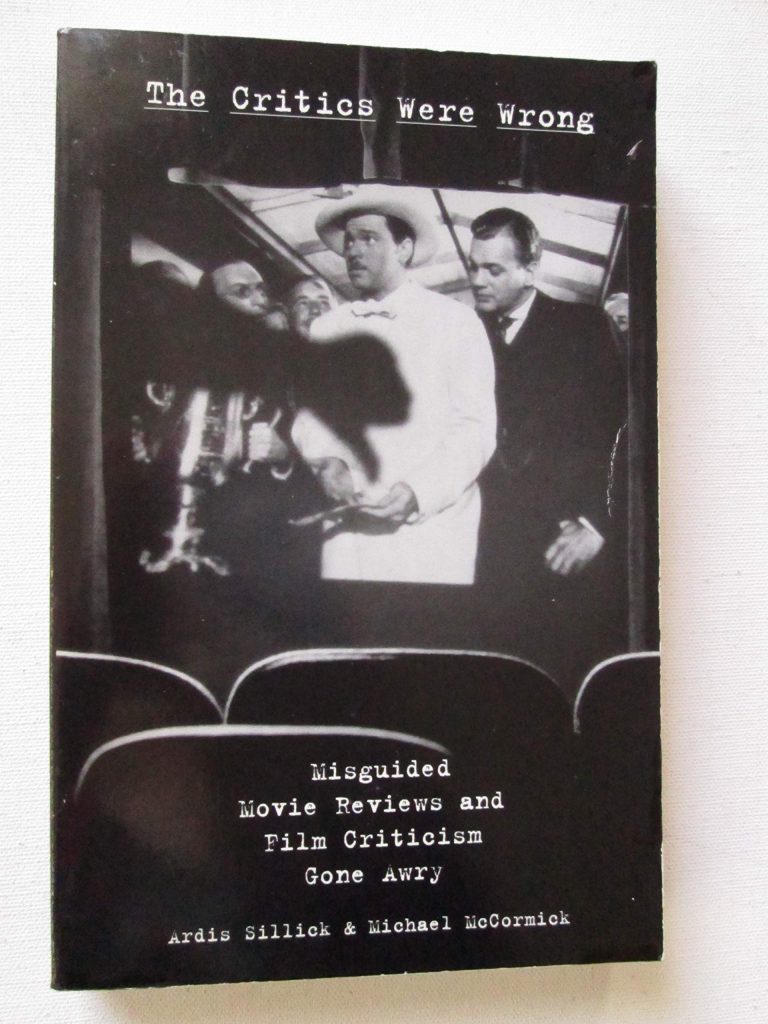 The Critics Were Wrong
Misguided
Movie Reviews and
Film Criticism
Gone Awry
Ardis Sillick & Michael McCormick